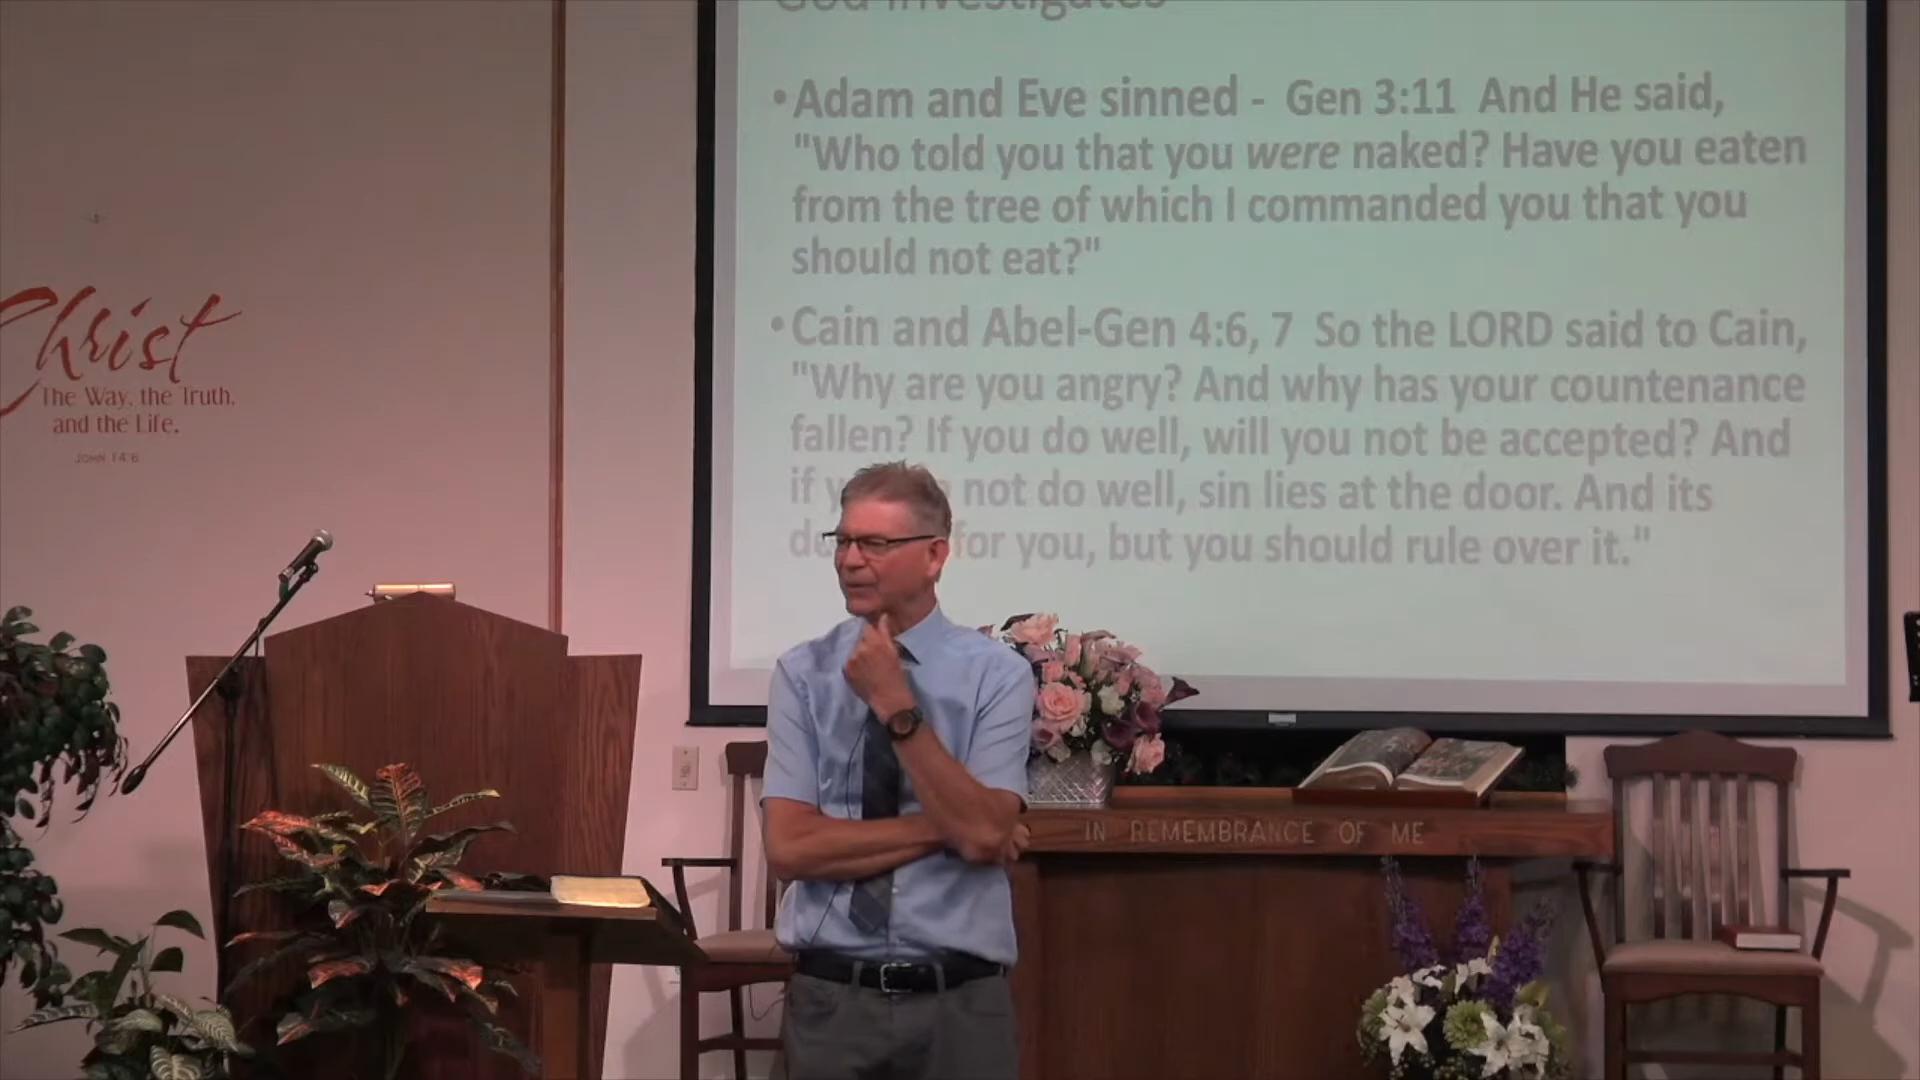 God investigates
•Adam and Eve sinned - Gen 3:11 And He said,
"Who told you that you were naked? Have you eaten
from the tree of which I commanded you that you
should not eat?"
•Cain and Abel-Gen 4:6, 7 So the LORD said to Cain,
"Why are you angry? And why has your countenance
fallen? If you do well, will you not be accepted? And
if not do well, sin lies at the door. And its
for you, but you should rule over it."
Christ
The Way, the Truth,
and the Life.
JOHN 14:6
IN REMEMBRANCE OF ME